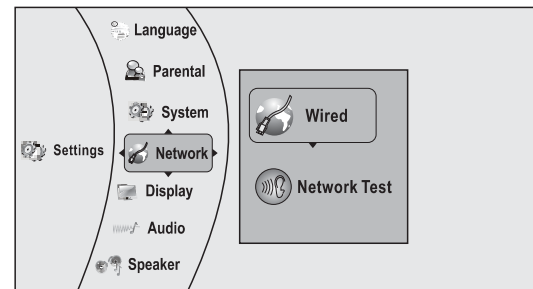 Language
Parental
System
Settings
Network
Display
Audio
Speaker
Wired
Network Test